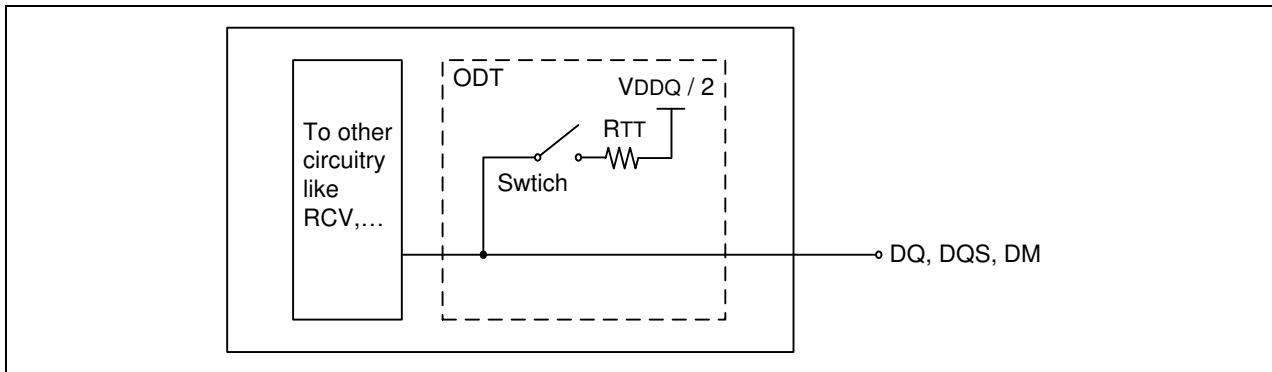 ODT
VDDQ / 2
RTT
Swtich
To other
circuitry
like
RCV,...
DQ, DQS, DM